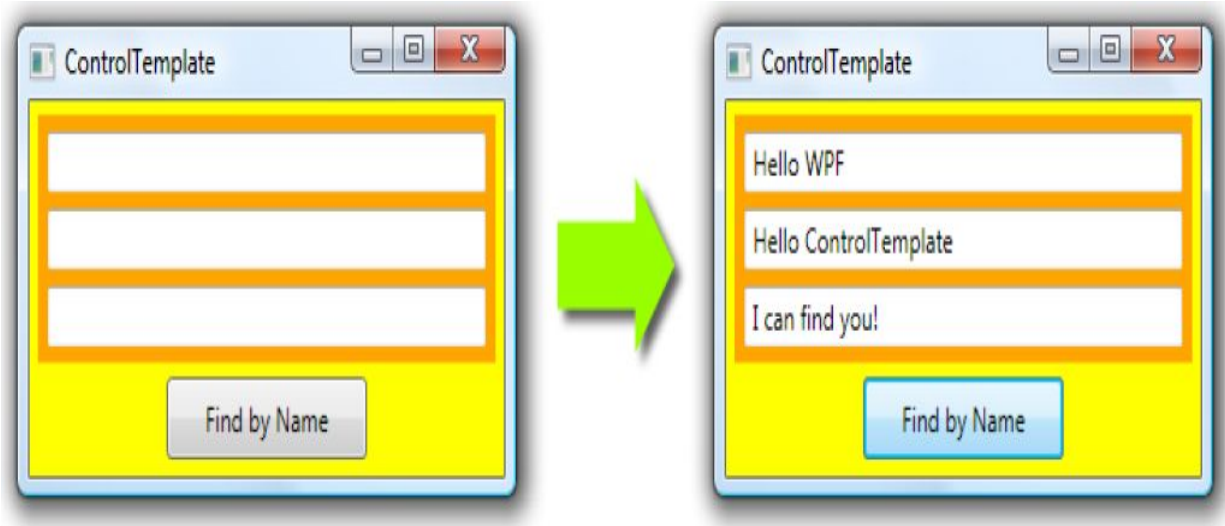 ControlTemplate
Find by Name
ControlTemplate
Hello WPF
Hello ControlTemplate
I can find you!
Find by Name